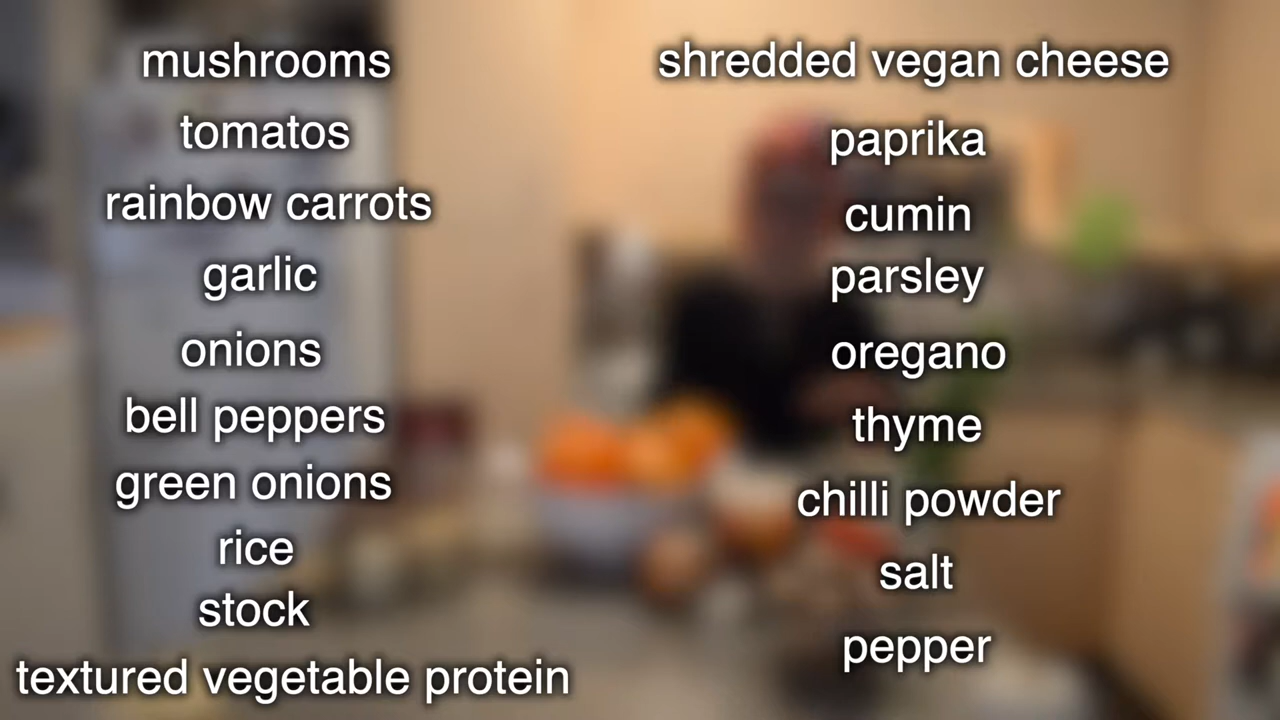 mushrooms
tomatos
rainbow carrots
garlic
onions
bell peppers
green onions
rice
stock
textured vegetable protein
shredded vegan cheese
paprika
cumin
parsley
oregano
thyme
chilli powder
salt
pepper